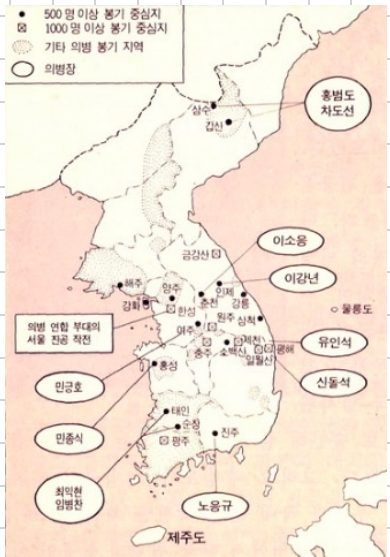 500 명 이상 봉기 중심지
1000 명 이상 봉기 중심지
기타 의병 봉기 지역
의병장
홍범도
차도선
삼수
갑산
이소응
금강산
이강년
해주
양주
인제
강화
춘천
강릉
한성
울릉도
의병 연합 부대의
서울 진공 작전
여주
원주
삼척
유인석
충주
제천
소백산
평해
일월산
홍성
민긍호
신돌석
민종식
태인
순창
광주
진주
최익현
임병찬
노응규
제주도